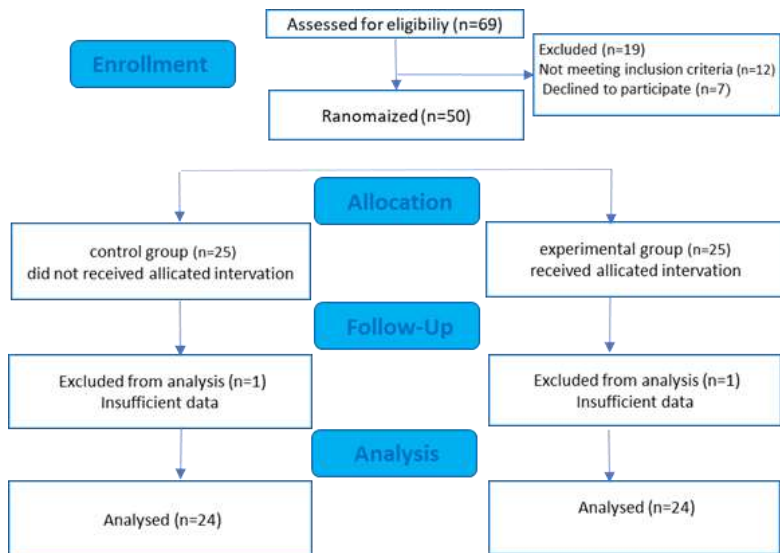 Assessed for eligibiliy (n=69)
Enrollment
Excluded (n=19)
Not meeting inclusion criteria (n=12)
Declined to participate (n=7)
Ranomaized (n=50)
Allocation
control group (n=25)
did not received allicated intervation
experimental group (n=25)
received allicated intervation
Follow-Up
Excluded from analysis (n=1)
Insufficient data
Excluded from analysis (n=1)
Insufficient data
Analysis
Analysed (n=24)
Analysed (n=24)